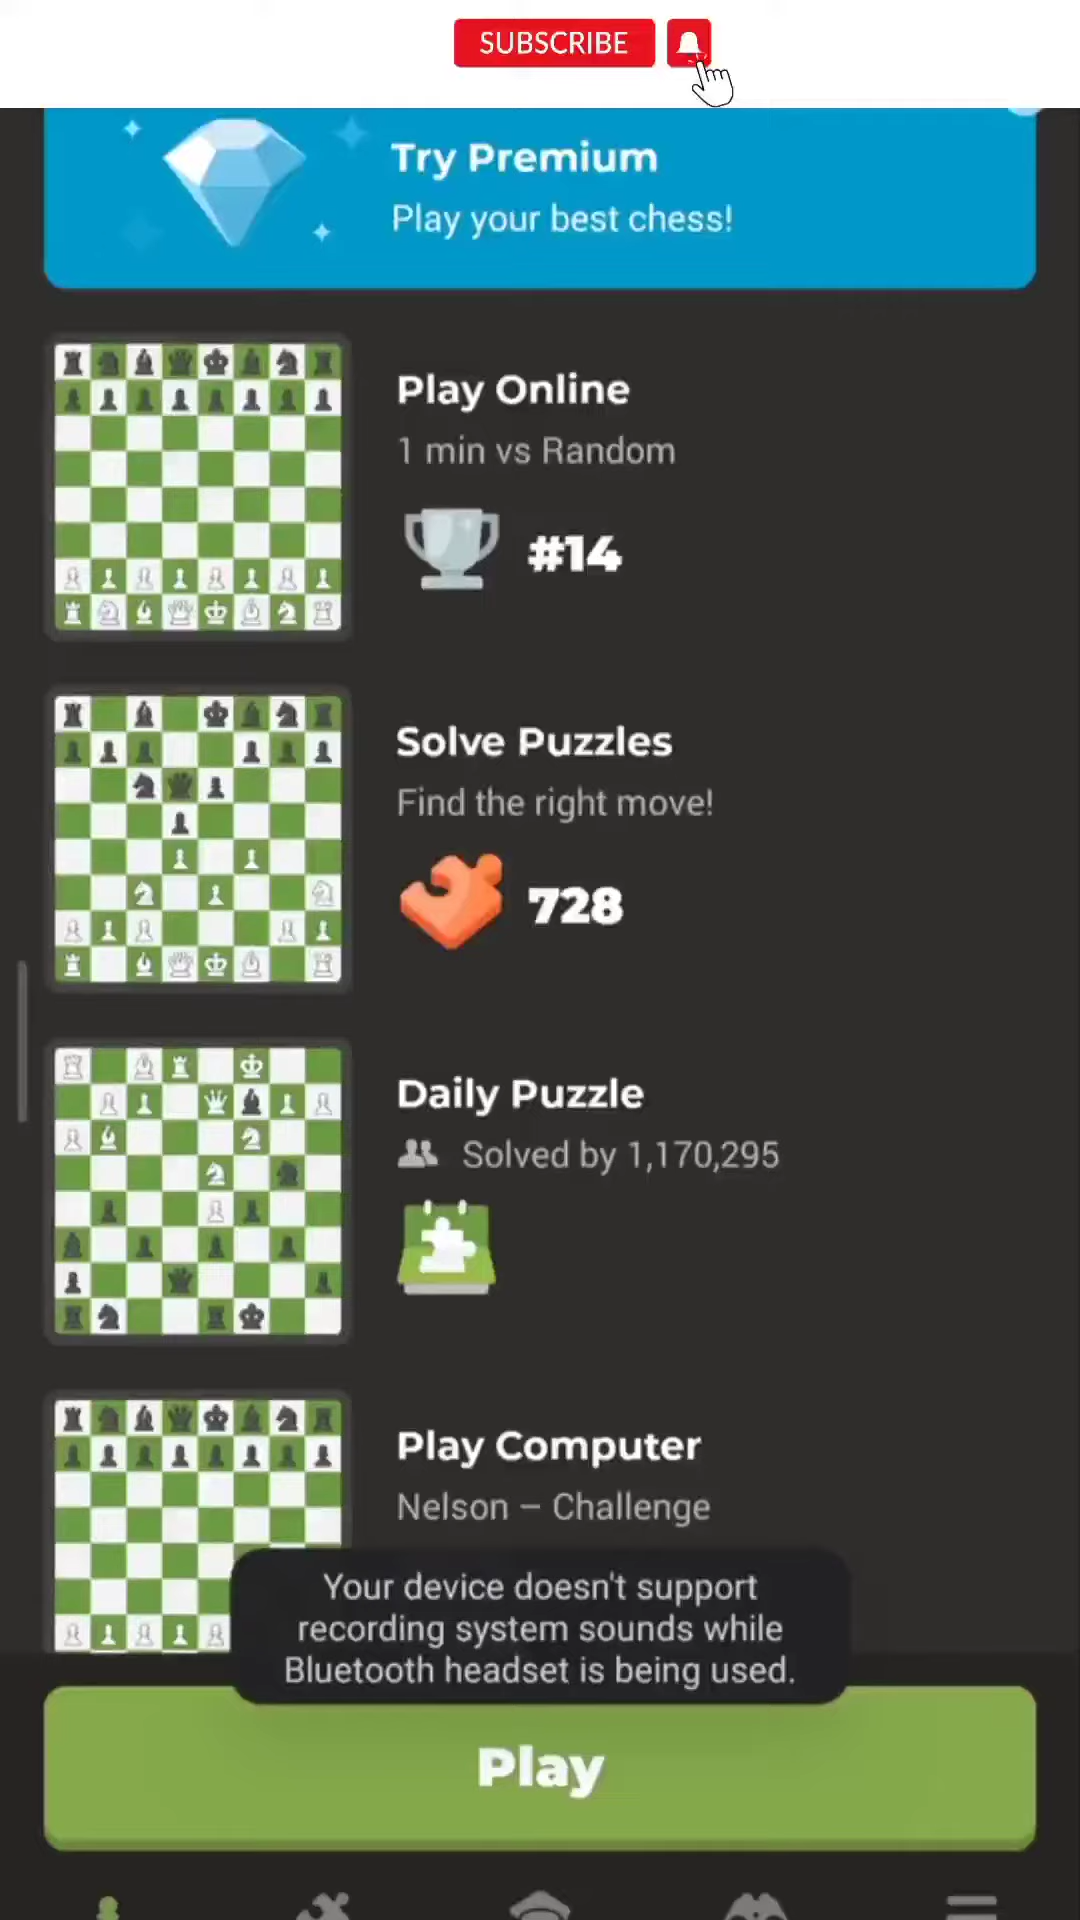 SUBSCRIBE
Try Premium
Play your best chess!
Play Online
1 min vs Random
#14
Solve Puzzles
Find the right move!
728
Daily Puzzle
Solved by 1,170,295
Play Computer
Nelson – Challenge
Your device doesn't support
recording system sounds while
Bluetooth headset is being used.
Play